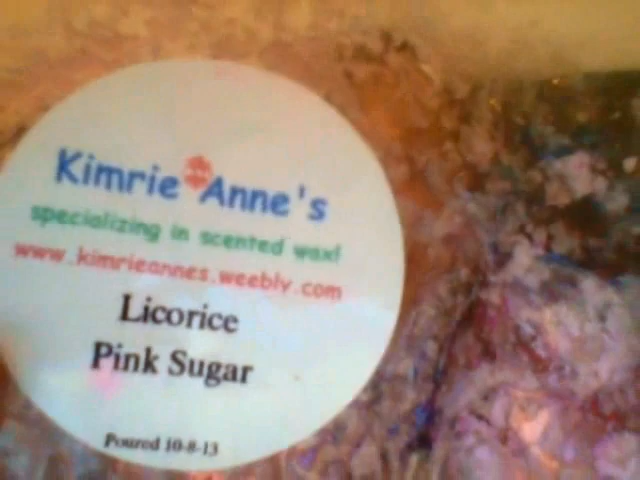 Kimrie Anne's
specializing in scented wax!
www.kimrieannes.weebly.com
Licorice
Pink Sugar
Poured 10-8-13